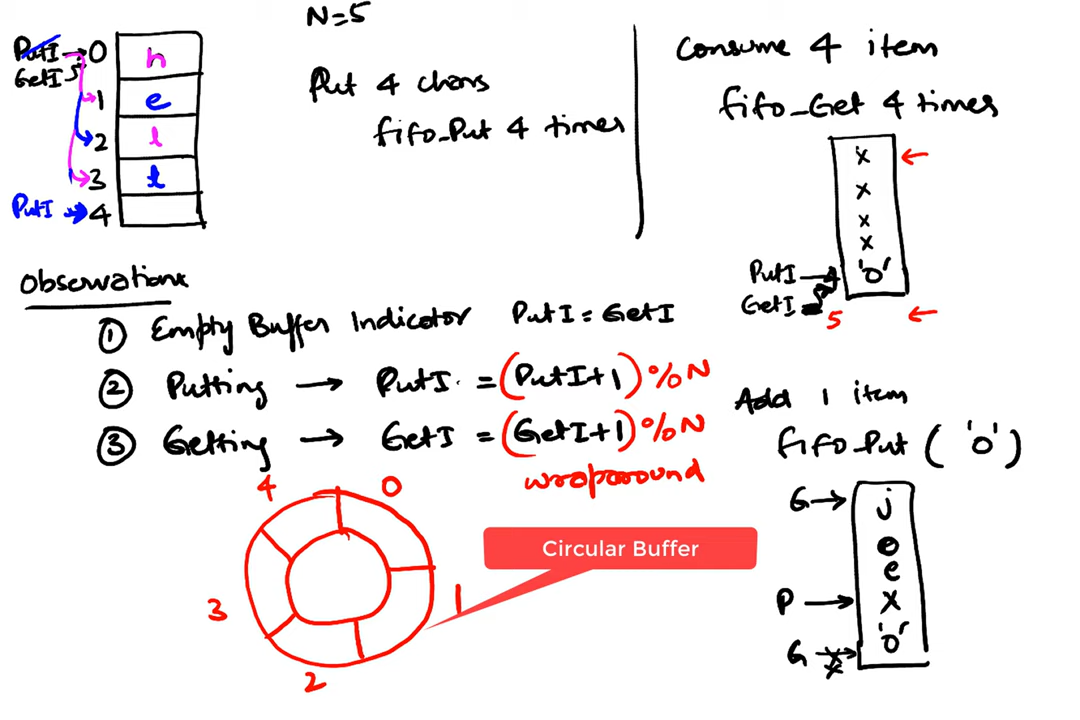 N=5
PutI → 0 h
GetI
1 e
2 l
3 l
PutI → 4
Put 4 chars
fifo_Put 4 times
Consume 4 item
fifo_Get 4 times
x ←
x
x
x
PutI → 4 'o'
GetI
5 ←
Observations
① Empty Buffer Indicator PutI = GetI
② Putting → PutI = (PutI+1) % N
③ Getting → GetI = (GetI+1) % N
wraparound
4 0
3 1
2
Circular Buffer
Add 1 item
fifo_Put ( 'o' )
G → j
o
e
P → X
G → 'o'